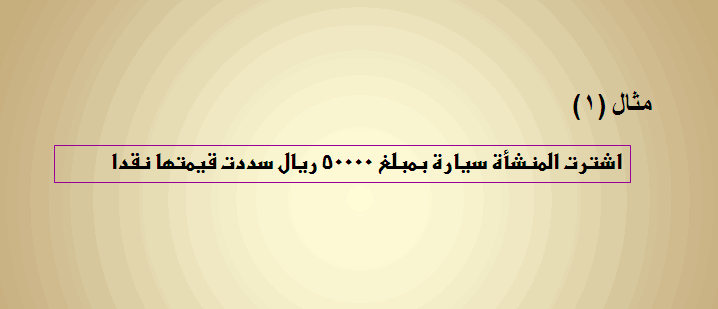 مثال (١)
اشترت المنشأة سيارة بمبلغ ٥٠٠٠٠ ريال سددت قيمتها نقدا